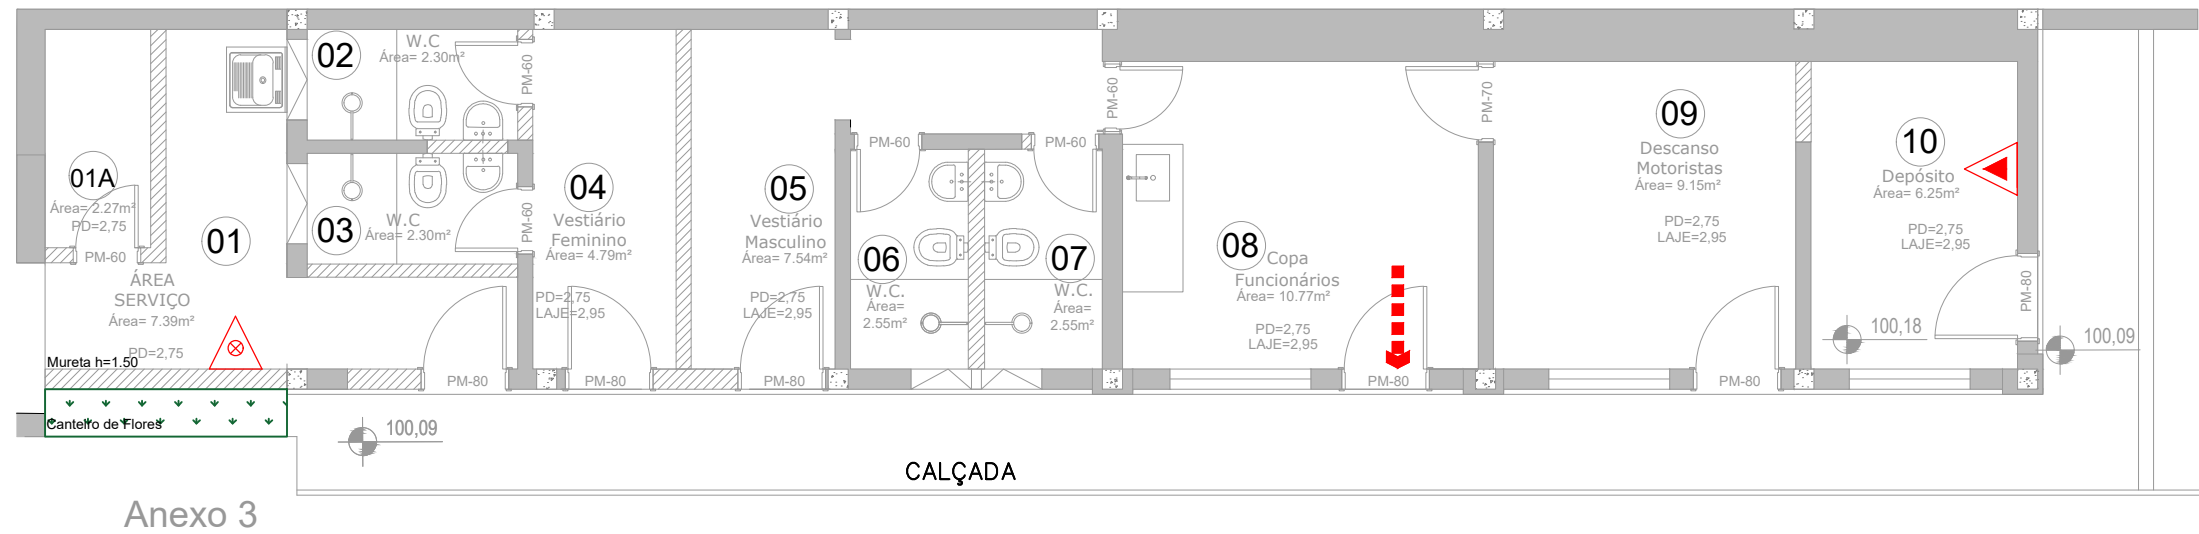 01A
Área= 2.27m²
PD=2,75
PM-60
01
ÁREA
SERVIÇO
Área= 7.39m²
PD=2,75
Mureta h=1.50
Canteiro de Flores
02
W.C
Área= 2.30m²
PM-60
03
W.C
Área= 2.30m²
PM-60
PM-80
04
Vestiário
Feminino
Área= 4.79m²
PD=2,75
LAJE=2,95
PM-80
05
Vestiário
Masculino
Área= 7.54m²
PD=2,75
LAJE=2,95
PM-80
PM-60
06
W.C.
Área=
2.55m²
PM-60
07
W.C.
Área=
2.55m²
PM-60
08
Copa
Funcionários
Área= 10.77m²
PD=2,75
LAJE=2,95
PM-80
PM-70
09
Descanso
Motoristas
Área= 9.15m²
PD=2,75
LAJE=2,95
PM-80
10
Depósito
Área= 6.25m²
PD=2,75
LAJE=2,95
PM-80
100,18
100,09
100,09
CALÇADA
Anexo 3